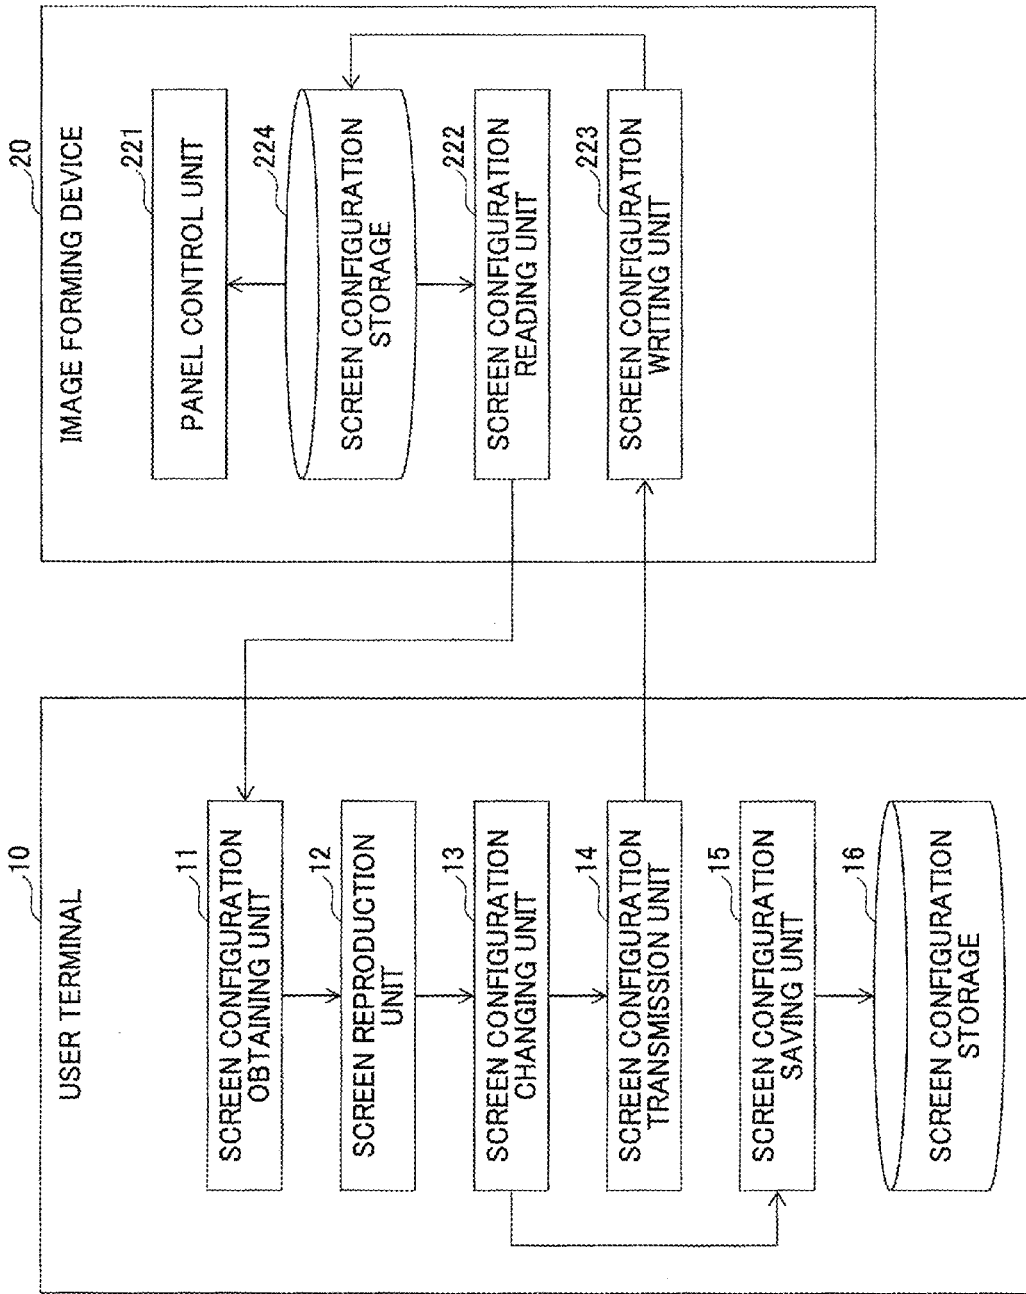 10
USER TERMINAL
11
SCREEN CONFIGURATION
OBTAINING UNIT
12
SCREEN REPRODUCTION
UNIT
13
SCREEN CONFIGURATION
CHANGING UNIT
14
SCREEN CONFIGURATION
TRANSMISSION UNIT
15
SCREEN CONFIGURATION
SAVING UNIT
16
SCREEN CONFIGURATION
STORAGE
20
IMAGE FORMING DEVICE
221
PANEL CONTROL UNIT
224
SCREEN CONFIGURATION
STORAGE
222
SCREEN CONFIGURATION
READING UNIT
223
SCREEN CONFIGURATION
WRITING UNIT